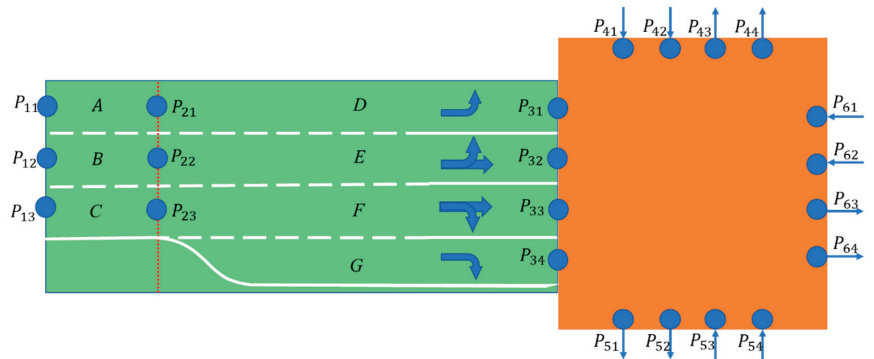 P41 P42 P43 P44
P11 A P21 D P31
P61
P12 B P22 E P32
P62
P13 C P23 F P33
P63
G P34
P64
P51 P52 P53 P54